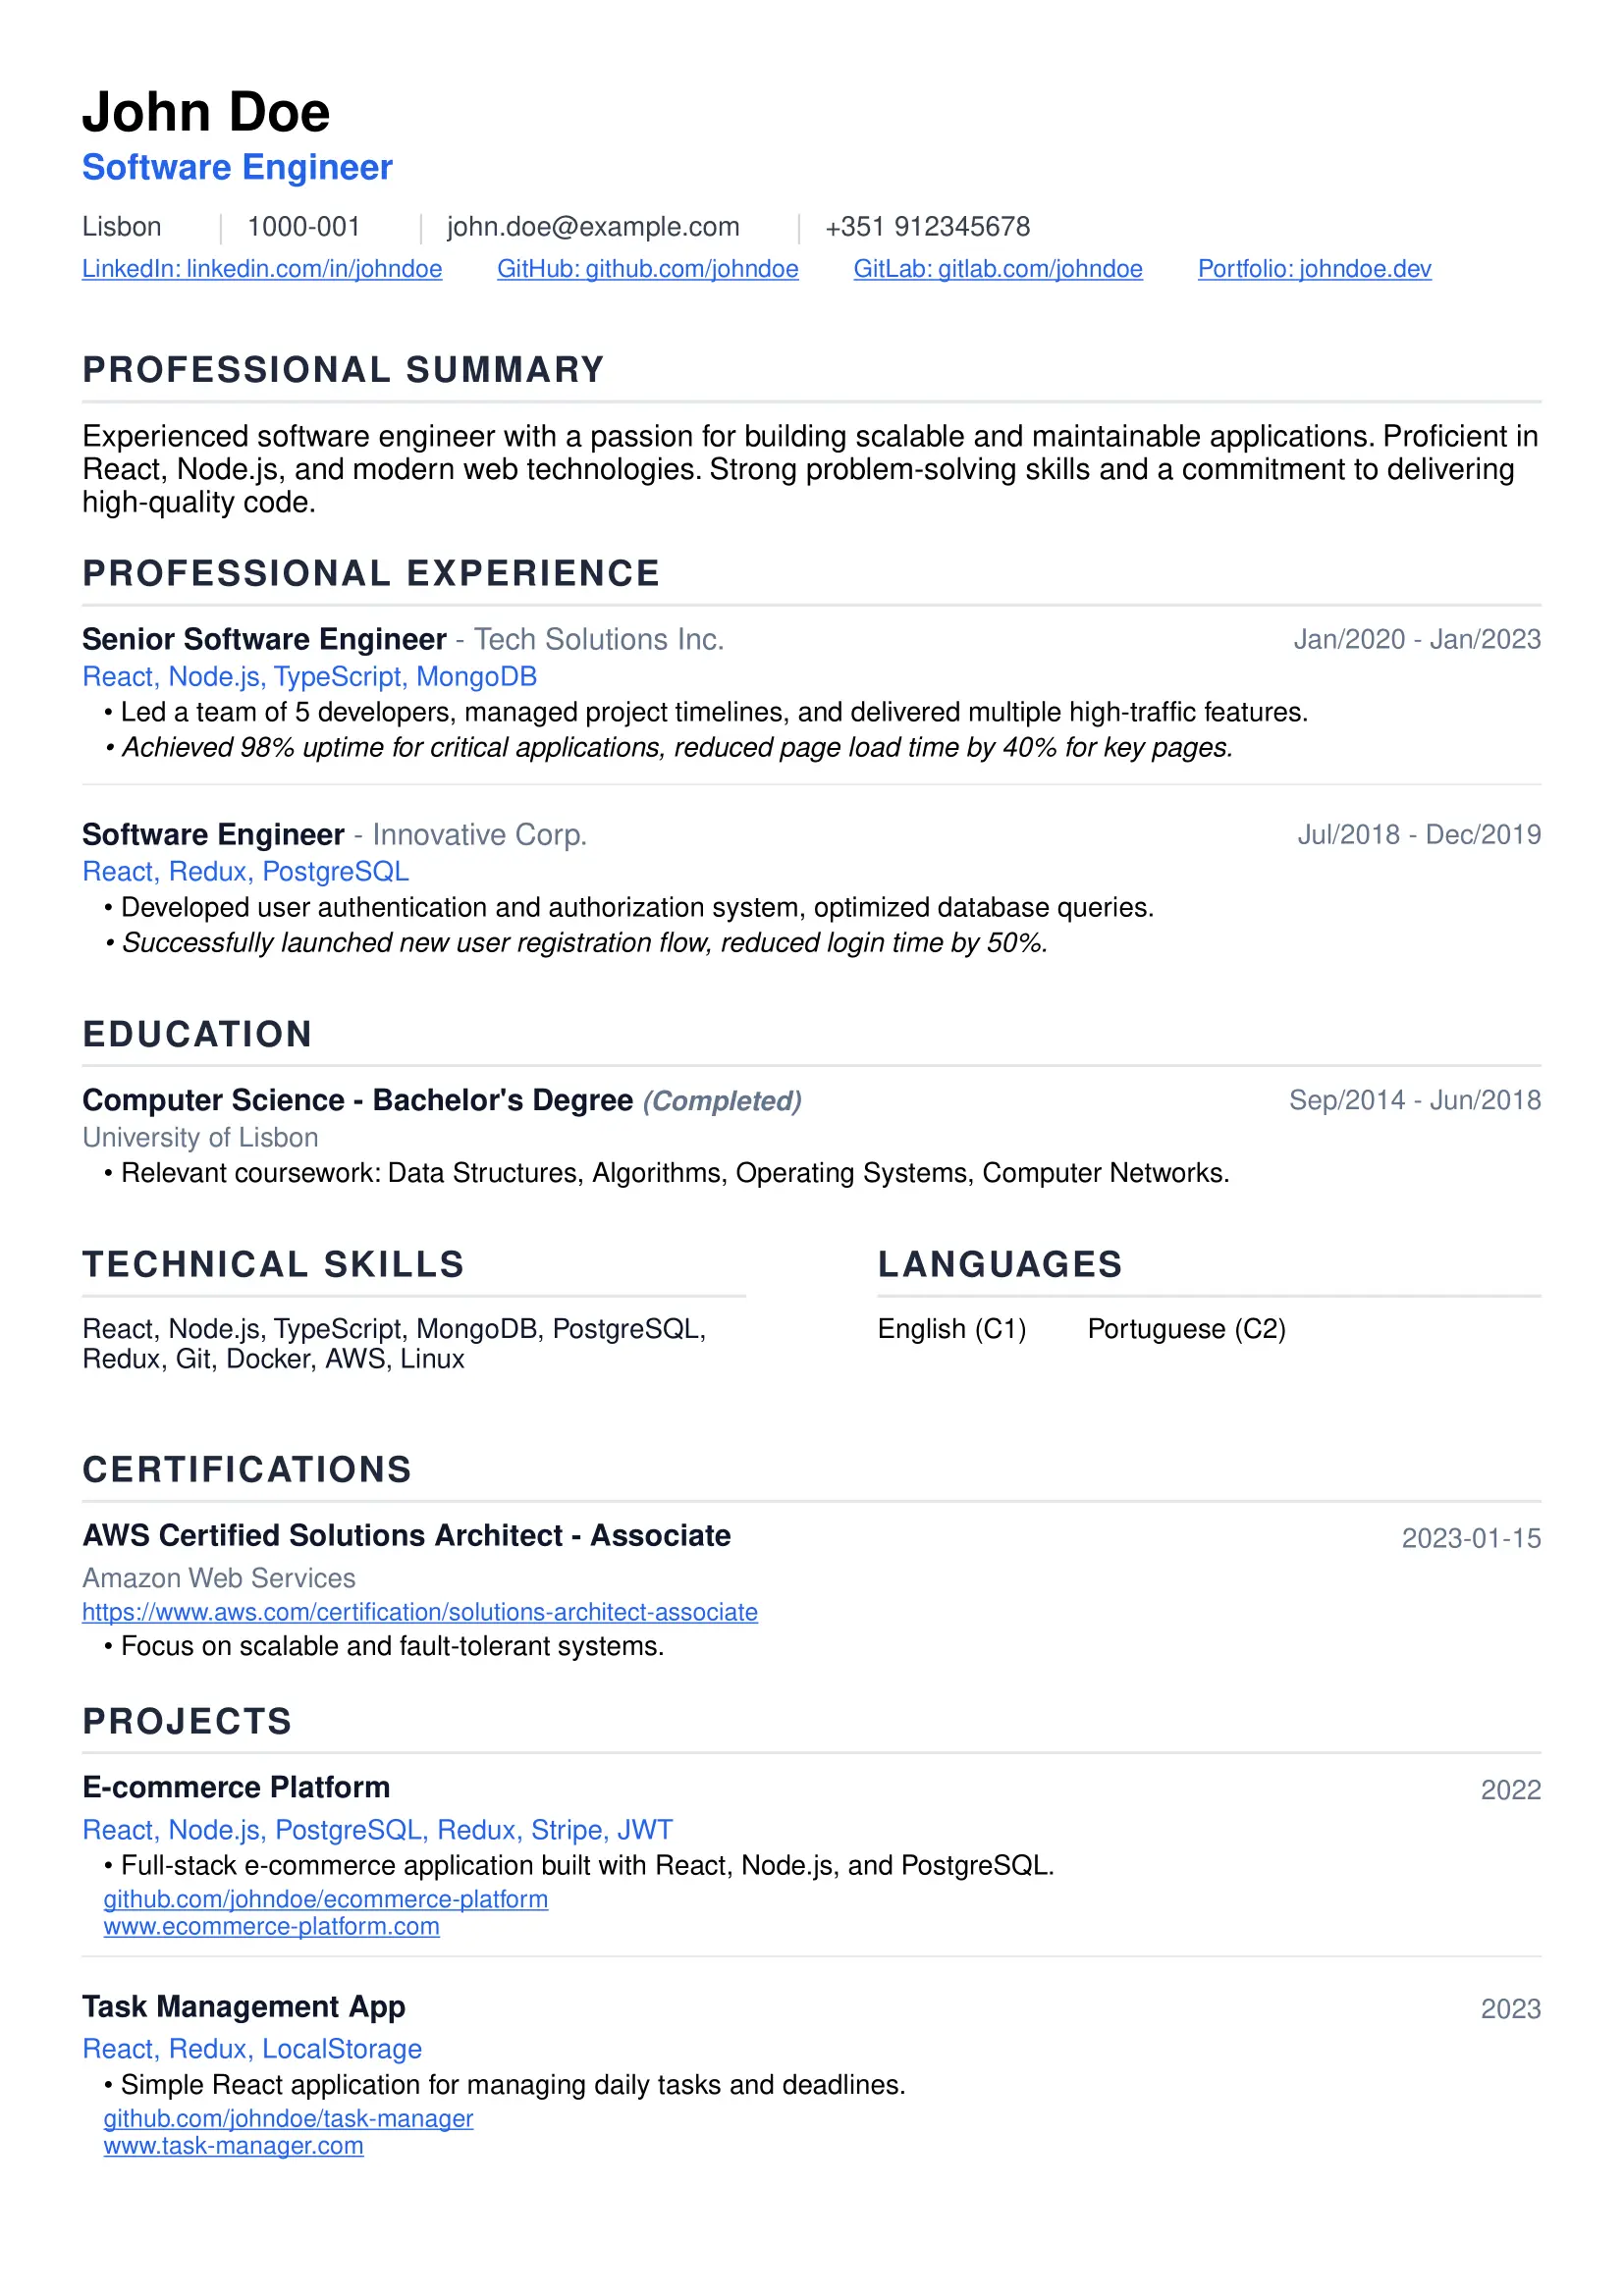 John Doe
Software Engineer
Lisbon | 1000-001 | john.doe@example.com | +351 912345678
LinkedIn: linkedin.com/in/johndoe GitHub: github.com/johndoe GitLab: gitlab.com/johndoe Portfolio: johndoe.dev
PROFESSIONAL SUMMARY
Experienced software engineer with a passion for building scalable and maintainable applications. Proficient in
React, Node.js, and modern web technologies. Strong problem-solving skills and a commitment to delivering
high-quality code.
PROFESSIONAL EXPERIENCE
Senior Software Engineer - Tech Solutions Inc. Jan/2020 - Jan/2023
React, Node.js, TypeScript, MongoDB
• Led a team of 5 developers, managed project timelines, and delivered multiple high-traffic features.
• Achieved 98% uptime for critical applications, reduced page load time by 40% for key pages.
Software Engineer - Innovative Corp. Jul/2018 - Dec/2019
React, Redux, PostgreSQL
• Developed user authentication and authorization system, optimized database queries.
• Successfully launched new user registration flow, reduced login time by 50%.
EDUCATION
Computer Science - Bachelor's Degree (Completed) Sep/2014 - Jun/2018
University of Lisbon
• Relevant coursework: Data Structures, Algorithms, Operating Systems, Computer Networks.
TECHNICAL SKILLS
React, Node.js, TypeScript, MongoDB, PostgreSQL,
Redux, Git, Docker, AWS, Linux
LANGUAGES
English (C1) Portuguese (C2)
CERTIFICATIONS
AWS Certified Solutions Architect - Associate 2023-01-15
Amazon Web Services
https://www.aws.com/certification/solutions-architect-associate
• Focus on scalable and fault-tolerant systems.
PROJECTS
E-commerce Platform 2022
React, Node.js, PostgreSQL, Redux, Stripe, JWT
• Full-stack e-commerce application built with React, Node.js, and PostgreSQL.
github.com/johndoe/ecommerce-platform
www.ecommerce-platform.com
Task Management App 2023
React, Redux, LocalStorage
• Simple React application for managing daily tasks and deadlines.
github.com/johndoe/task-manager
www.task-manager.com